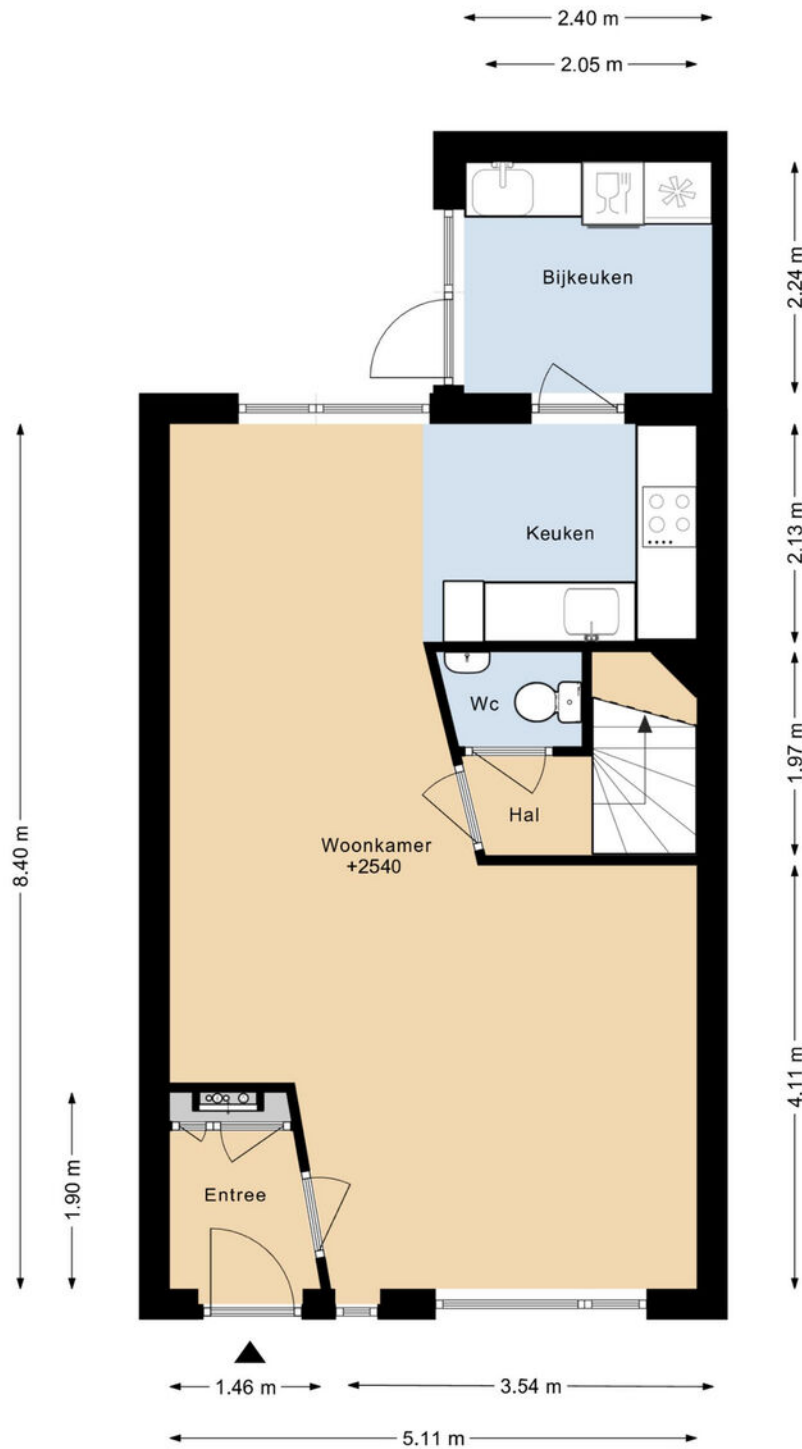 2.40 m
2.05 m
2.24 m
Bijkeuken
2.13 m
Keuken
1.97 m
Wc
Hal
8.40 m
Woonkamer
+2540
4.11 m
1.90 m
Entree
1.46 m
3.54 m
5.11 m